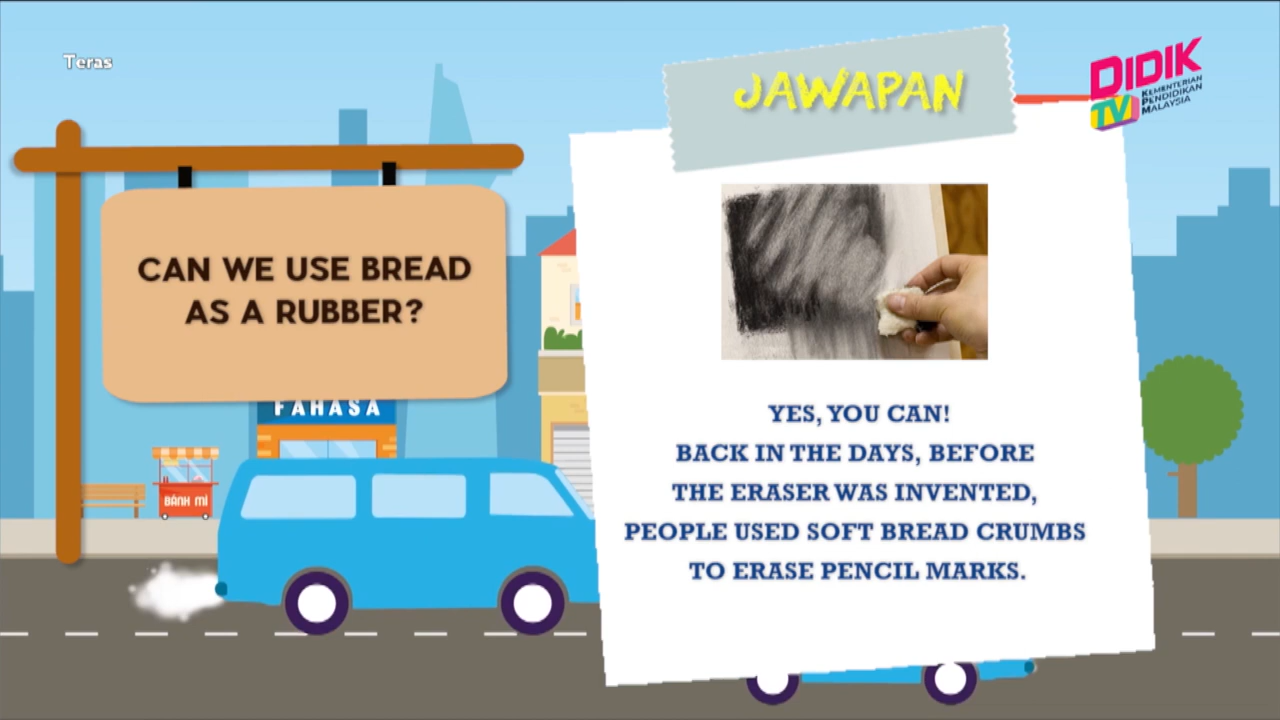 Teras
JAWAPAN
DIDIK
TV
KEMENTERIAN
PENDIDIKAN
MALAYSIA
CAN WE USE BREAD
AS A RUBBER?
FAHASA
BÁNH MÌ
YES, YOU CAN!
BACK IN THE DAYS, BEFORE
THE ERASER WAS INVENTED,
PEOPLE USED SOFT BREAD CRUMBS
TO ERASE PENCIL MARKS.